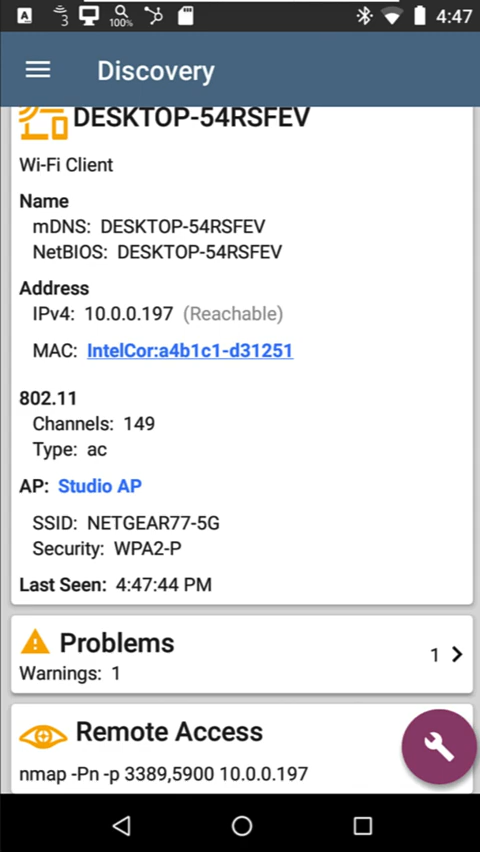 A
3
100%
4:47
Discovery
DESKTOP-54RSFEV
Wi-Fi Client
Name
mDNS: DESKTOP-54RSFEV
NetBIOS: DESKTOP-54RSFEV
Address
IPv4: 10.0.0.197 (Reachable)
MAC: IntelCor:a4b1c1-d31251
802.11
Channels: 149
Type: ac
AP: Studio AP
SSID: NETGEAR77-5G
Security: WPA2-P
Last Seen: 4:47:44 PM
Problems
1
Warnings: 1
Remote Access
nmap -Pn -p 3389,5900 10.0.0.197